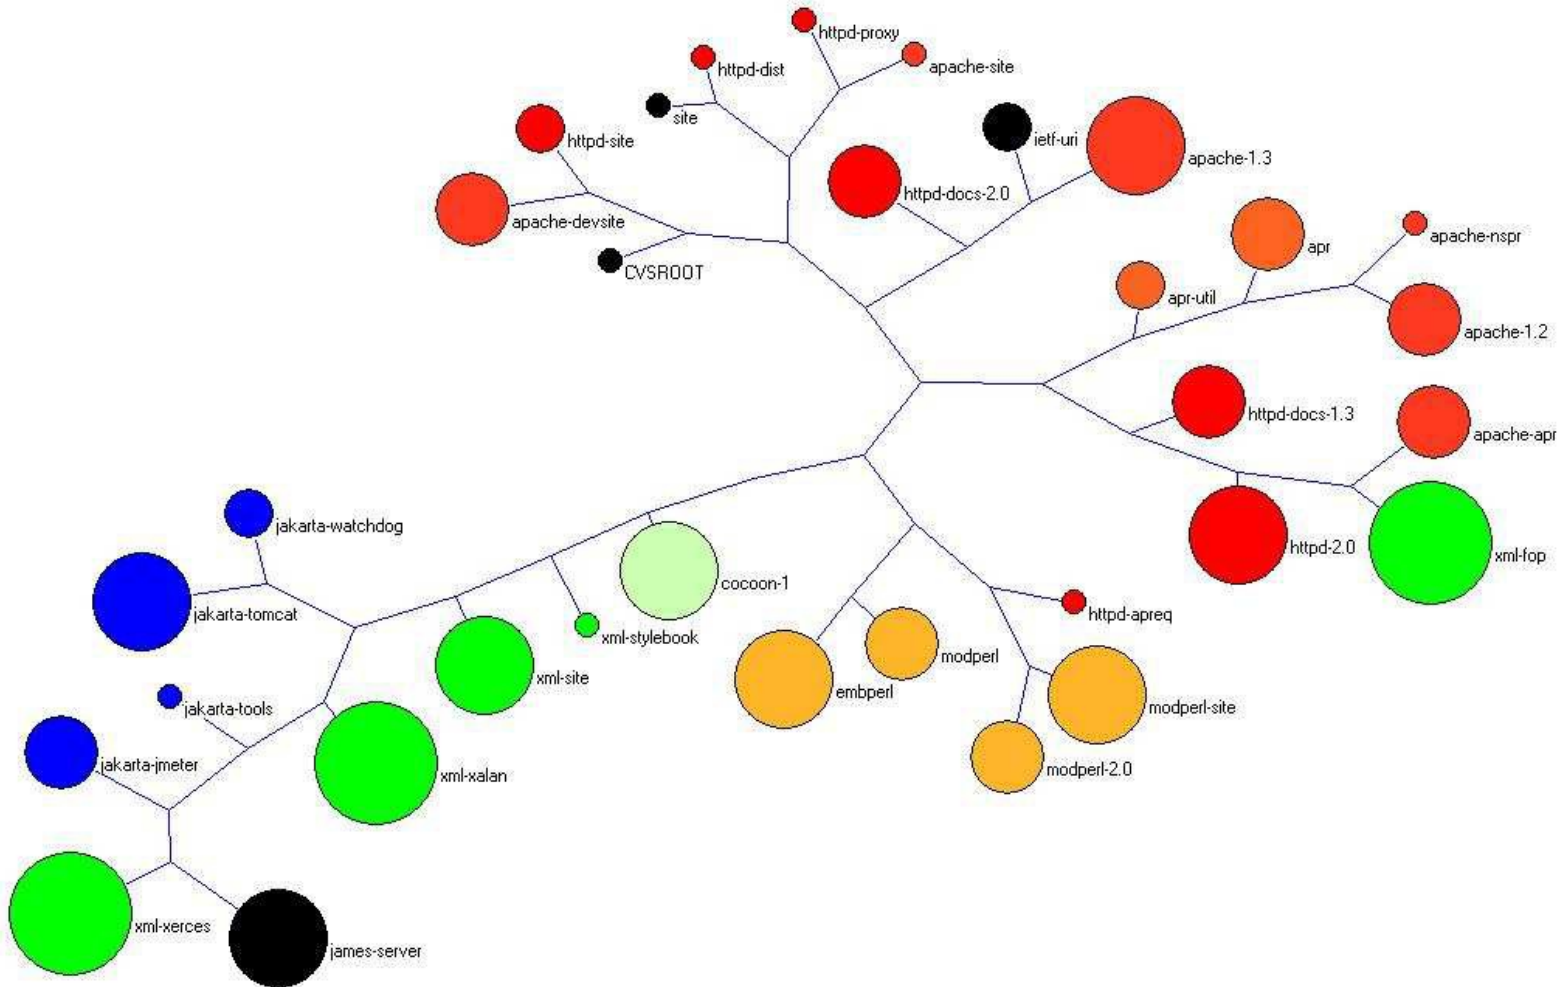 httpd-proxy
httpd-dist
apache-site
site
httpd-site
ietf-uri
apache-1.3
httpd-docs-2.0
apache-devsite
apache-nspr
apr
CVSROOT
apr-util
apache-1.2
httpd-docs-1.3
apache-apr
jakarta-watchdog
httpd-2.0
xml-fop
cocoon-1
jakarta-tomcat
httpd-apreq
xml-stylebook
modperl
xml-site
embperl
jakarta-tools
modperl-site
jakarta-jmeter
modperl-2.0
xml-xalan
xml-xerces
james-server